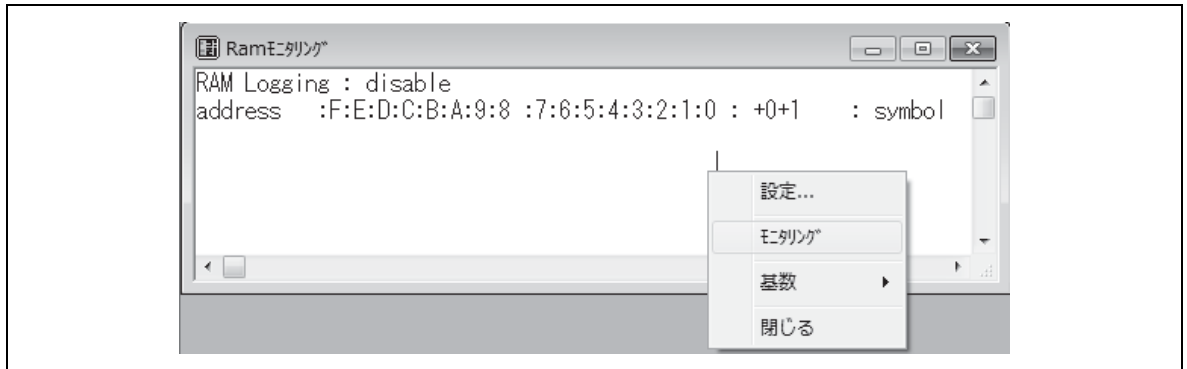 Ramﾓﾆﾀﾘﾝｸﾞ
RAM Logging : disable
address :F:E:D:C:B:A:9:8 :7:6:5:4:3:2:1:0 : +0+1 : symbol
設定...
ﾓﾆﾀﾘﾝｸﾞ
基数
閉じる